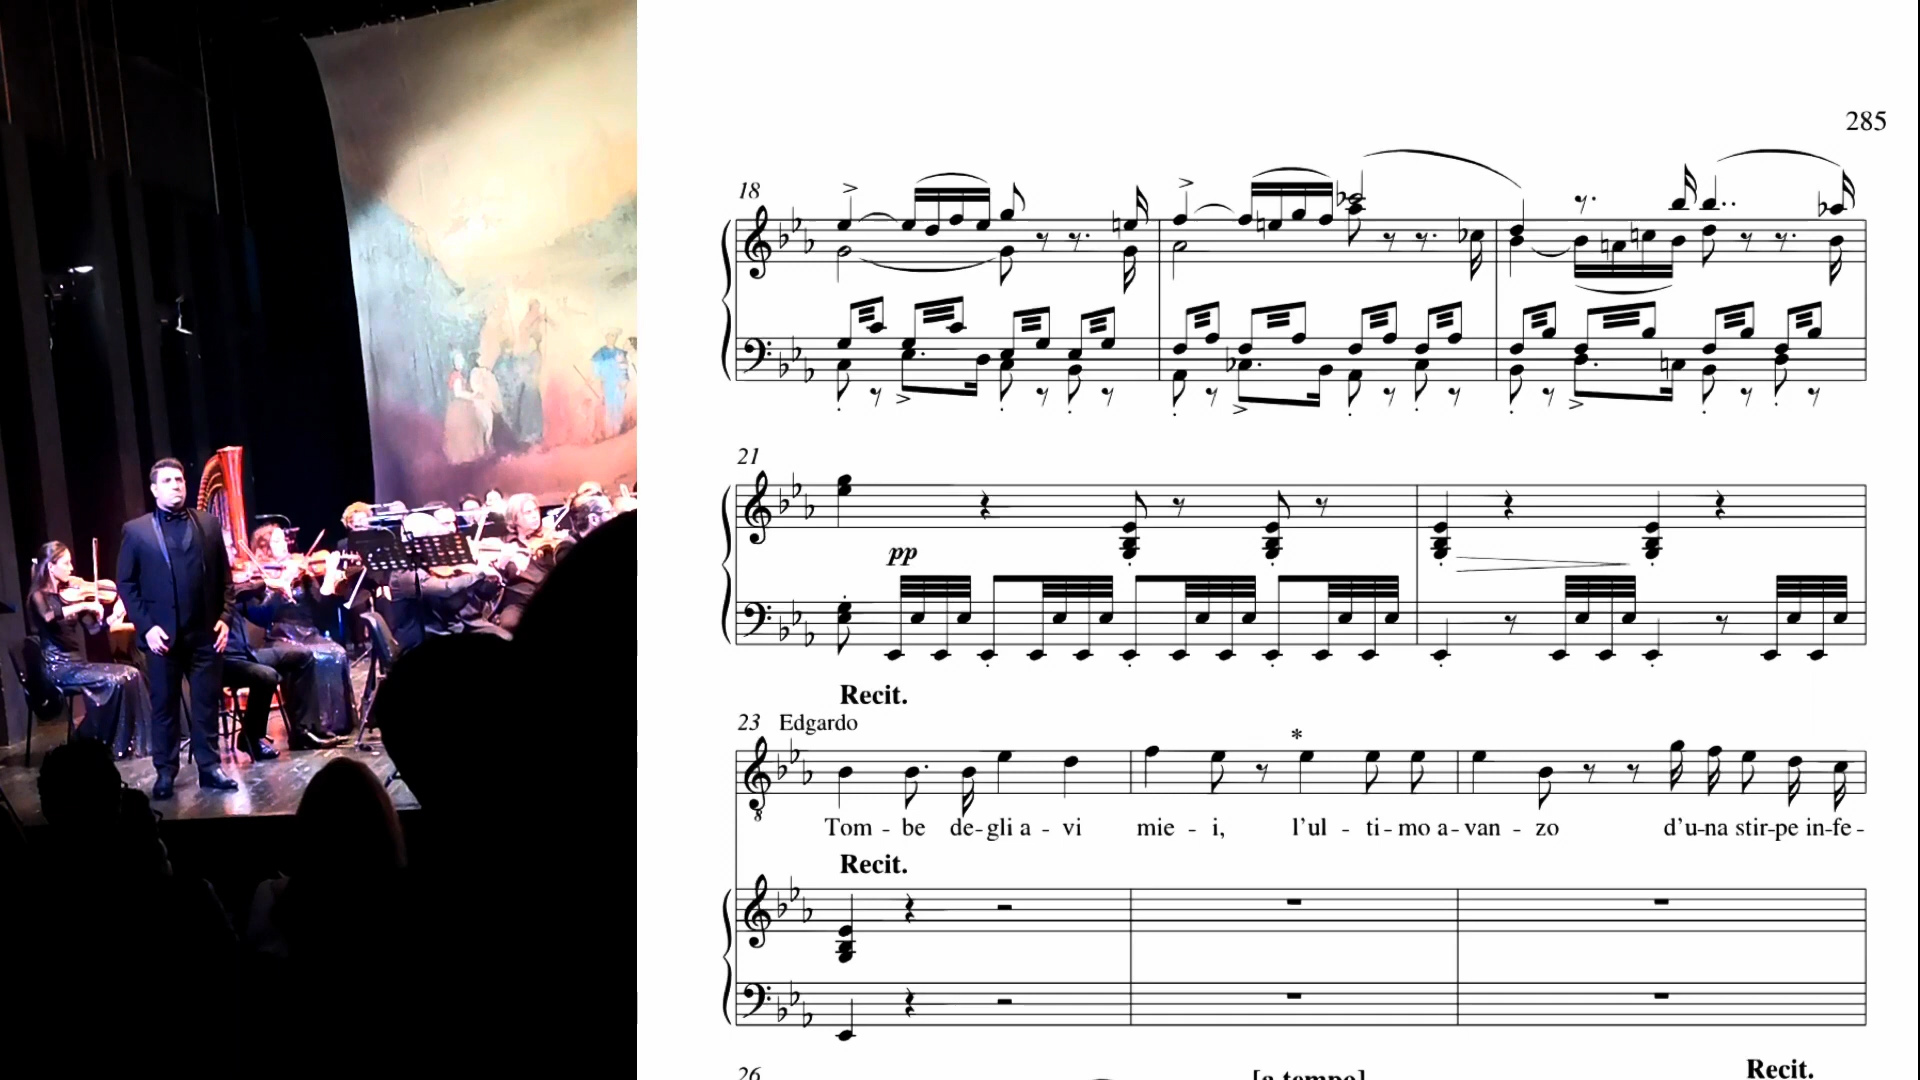 285
18
21
pp
Recit.
23 Edgardo
*
Tom - be de-gli a - vi mie - i, l'ul - ti-mo a-van - zo d'u-na stir-pe in-fe-
Recit.
26 [a tempo] Recit.